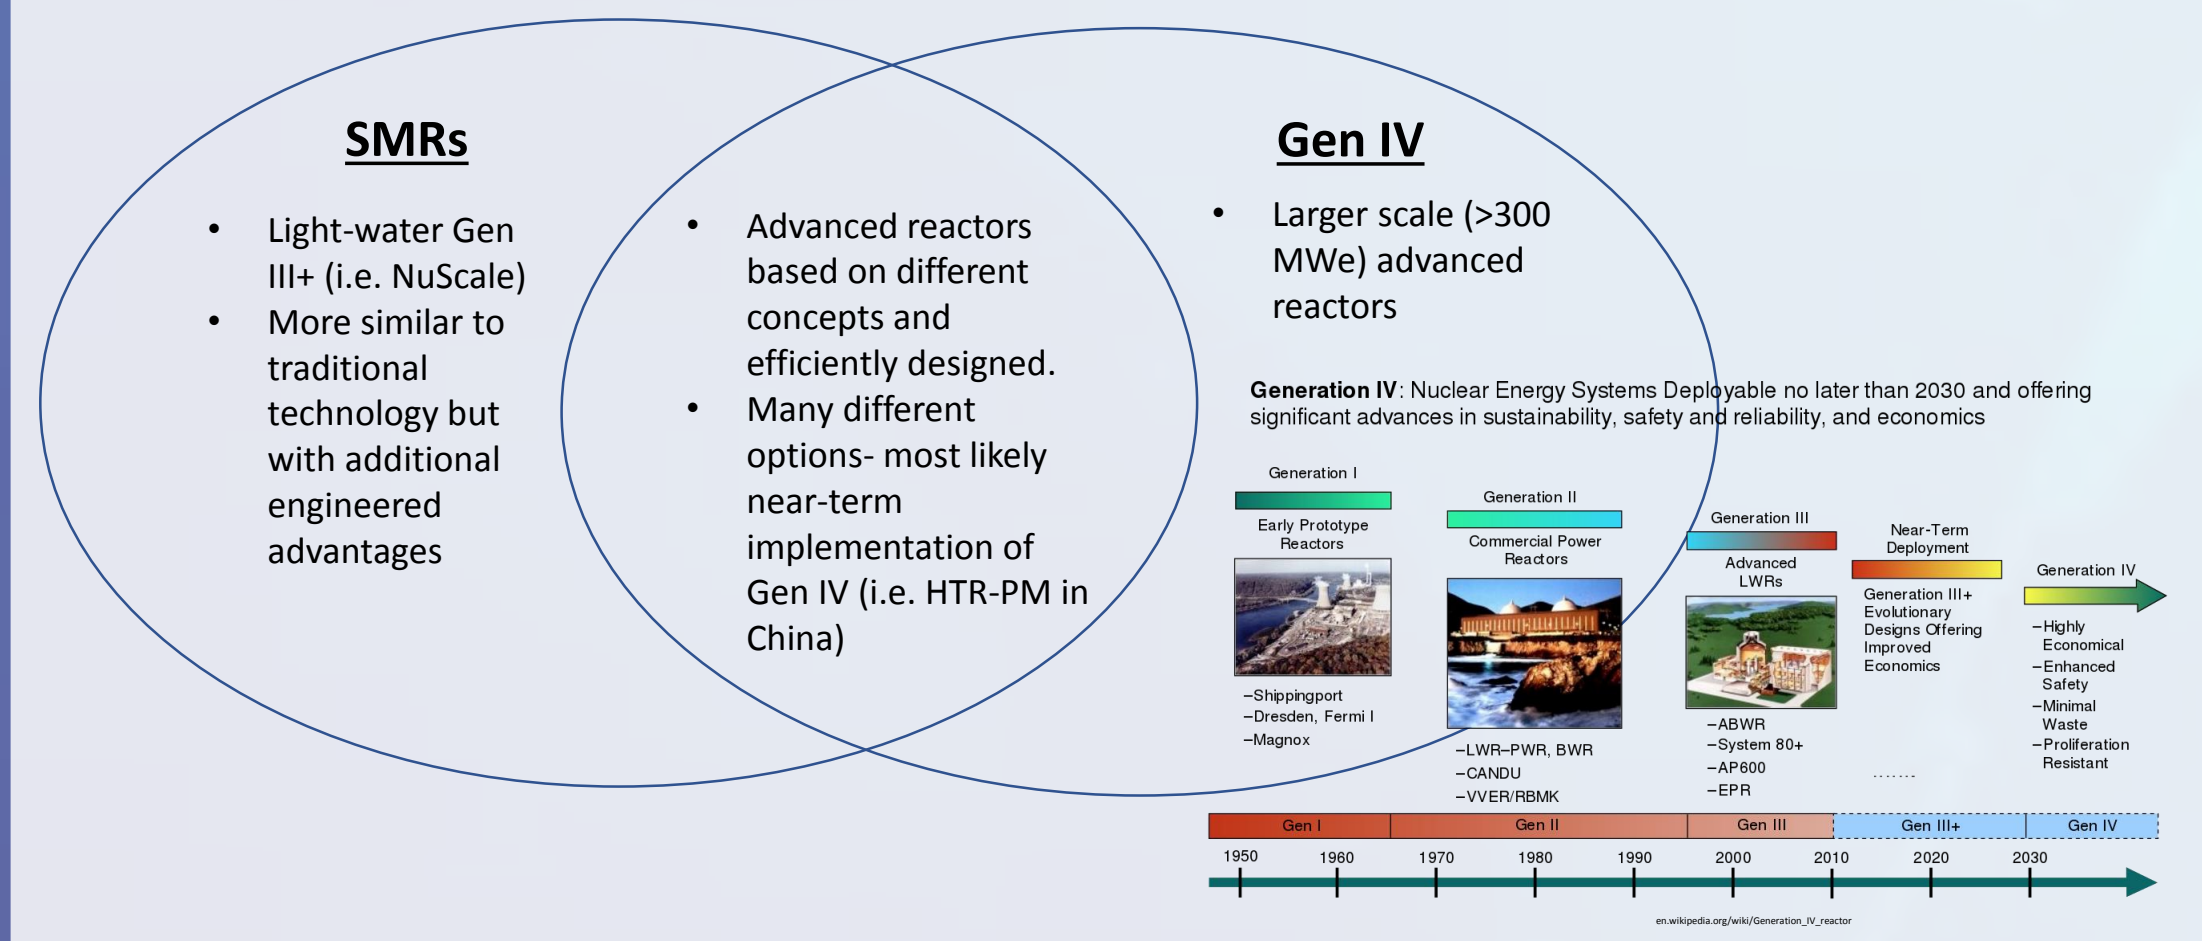 SMRs
• Light-water Gen
III+ (i.e. NuScale)
• More similar to
traditional
technology but
with additional
engineered
advantages
• Advanced reactors
based on different
concepts and
efficiently designed.
• Many different
options- most likely
near-term
implementation of
Gen IV (i.e. HTR-PM in
China)
Gen IV
• Larger scale (>300
MWe) advanced
reactors
Generation IV: Nuclear Energy Systems Deployable no later than 2030 and offering
significant advances in sustainability, safety and reliability, and economics
Generation I
Early Prototype
Reactors
–Shippingport
–Dresden, Fermi I
–Magnox
Generation II
Commercial Power
Reactors
–LWR–PWR, BWR
–CANDU
–VVER/RBMK
Generation III
Advanced
LWRs
–ABWR
–System 80+
–AP600
–EPR
Near-Term
Deployment
Generation III+
Evolutionary
Designs Offering
Improved
Economics
.......
Generation IV
–Highly
Economical
–Enhanced
Safety
–Minimal
Waste
–Proliferation
Resistant
Gen I Gen II Gen III Gen III+ Gen IV
1950 1960 1970 1980 1990 2000 2010 2020 2030
en.wikipedia.org/wiki/Generation_IV_reactor